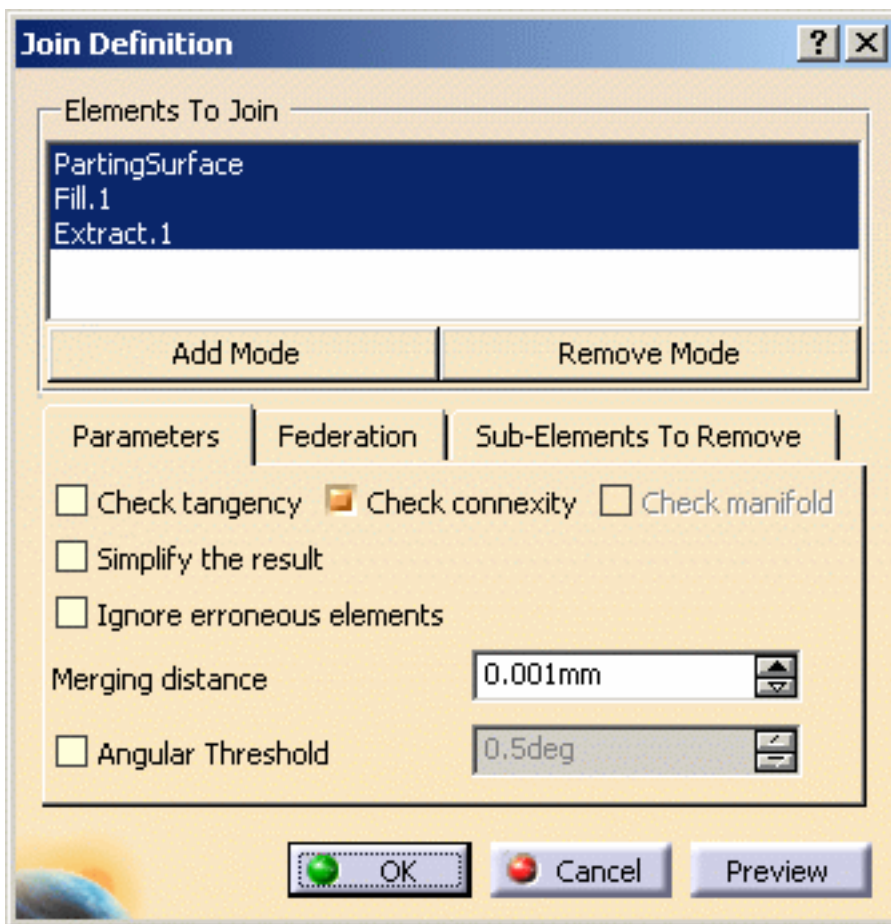 Join Definition
Elements To Join
PartingSurface
Fill.1
Extract.1
Add Mode Remove Mode
Parameters Federation Sub-Elements To Remove
Check tangency Check connexity Check manifold
Simplify the result
Ignore erroneous elements
Merging distance 0.001mm
Angular Threshold 0.5deg
OK Cancel Preview